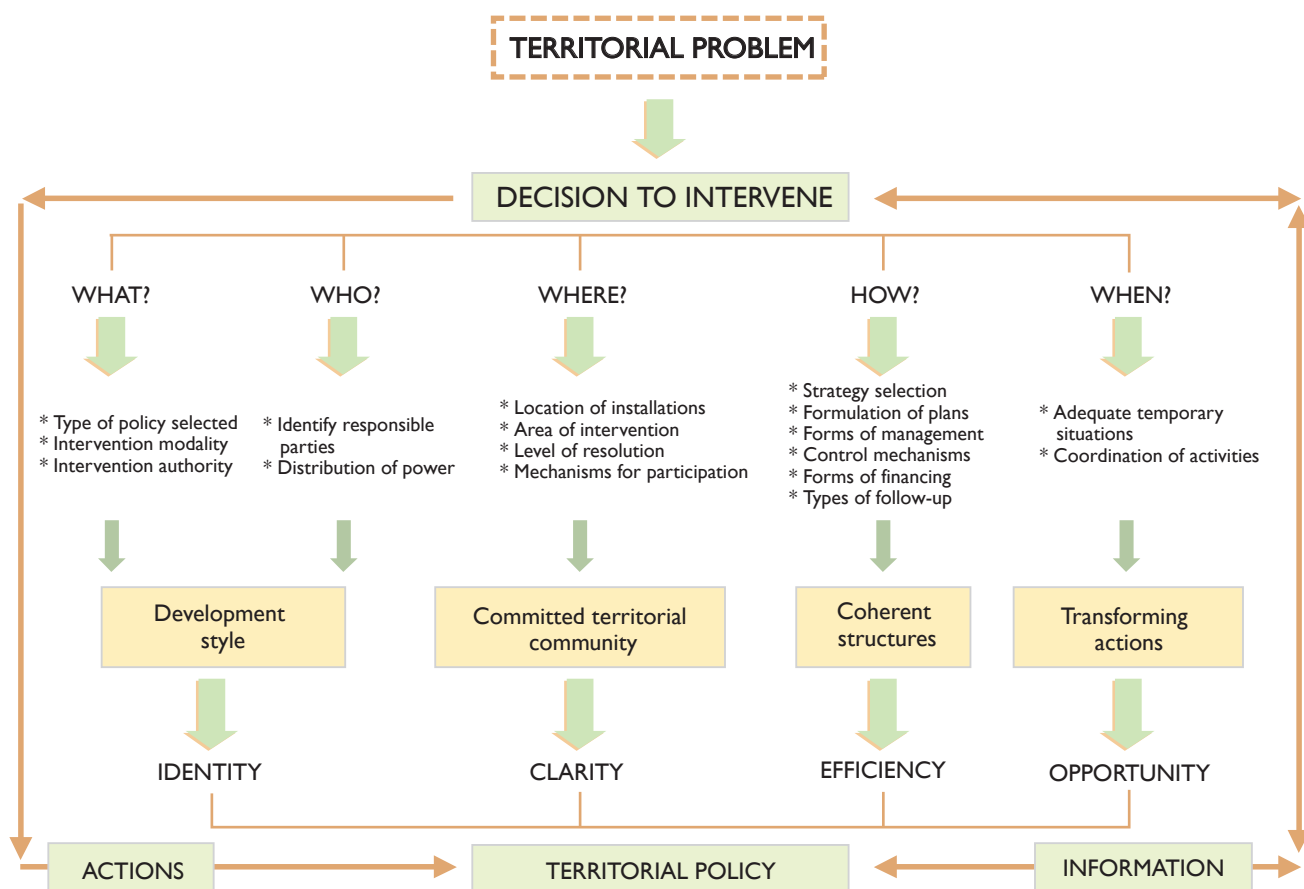 TERRITORIAL PROBLEM
DECISION TO INTERVENE
WHAT?
WHO?
WHERE?
HOW?
WHEN?
* Type of policy selected
* Intervention modality
* Intervention authority
* Identify responsible
parties
* Distribution of power
* Location of installations
* Area of intervention
* Level of resolution
* Mechanisms for participation
* Strategy selection
* Formulation of plans
* Forms of management
* Control mechanisms
* Forms of financing
* Types of follow-up
* Adequate temporary
situations
* Coordination of activities
Development
style
Committed territorial
community
Coherent
structures
Transforming
actions
IDENTITY
CLARITY
EFFICIENCY
OPPORTUNITY
ACTIONS
TERRITORIAL POLICY
INFORMATION